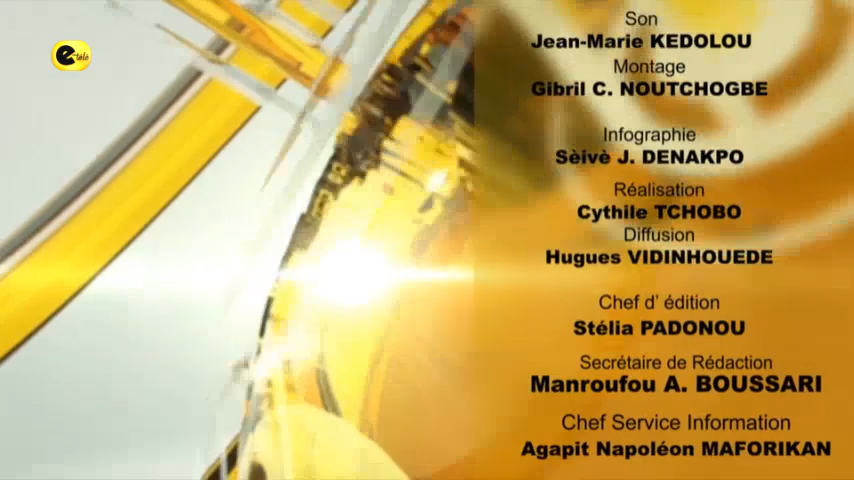 e-télé
Son
Jean-Marie KEDOLOU
Montage
Gibril C. NOUTCHOGBE
Infographie
Sèivè J. DENAKPO
Réalisation
Cythile TCHOBO
Diffusion
Hugues VIDINHOUEDE
Chef d' édition
Stélia PADONOU
Secrétaire de Rédaction
Manroufou A. BOUSSARI
Chef Service Information
Agapit Napoléon MAFORIKAN